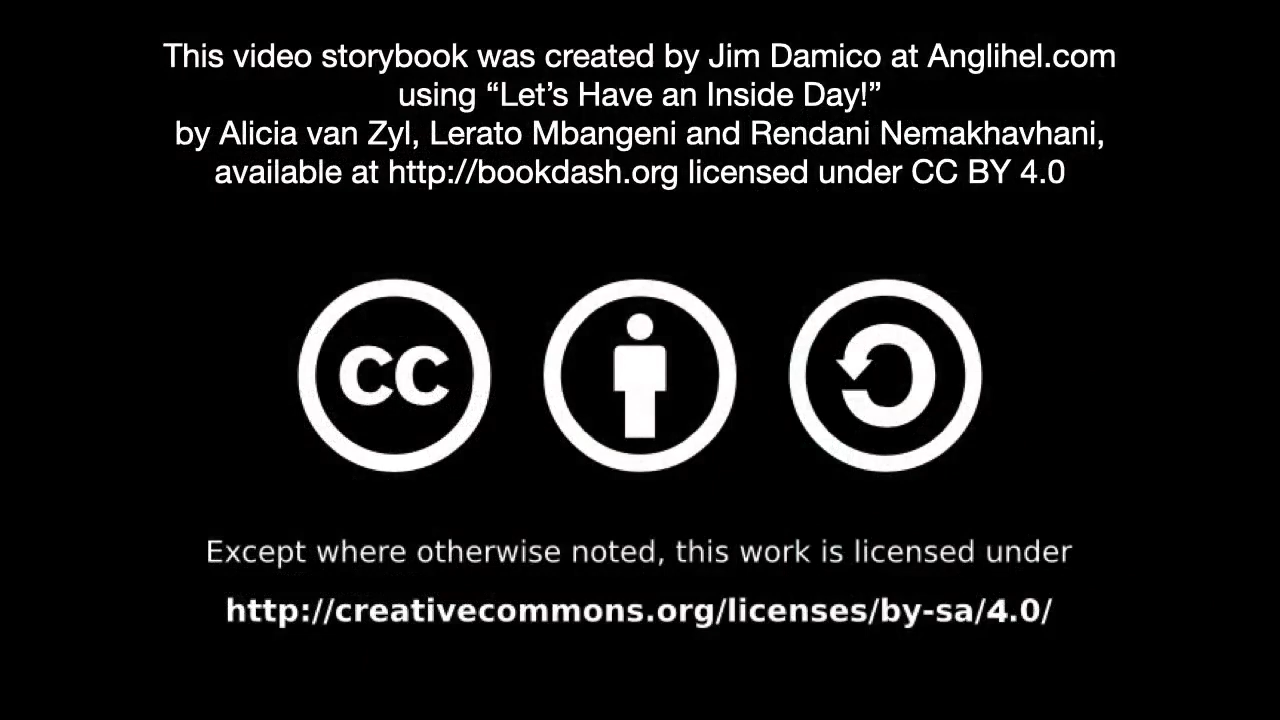 This video storybook was created by Jim Damico at Anglihel.com
using “Let’s Have an Inside Day!”
by Alicia van Zyl, Lerato Mbangeni and Rendani Nemakhavhani,
available at http://bookdash.org licensed under CC BY 4.0
cc
Except where otherwise noted, this work is licensed under
http://creativecommons.org/licenses/by-sa/4.0/